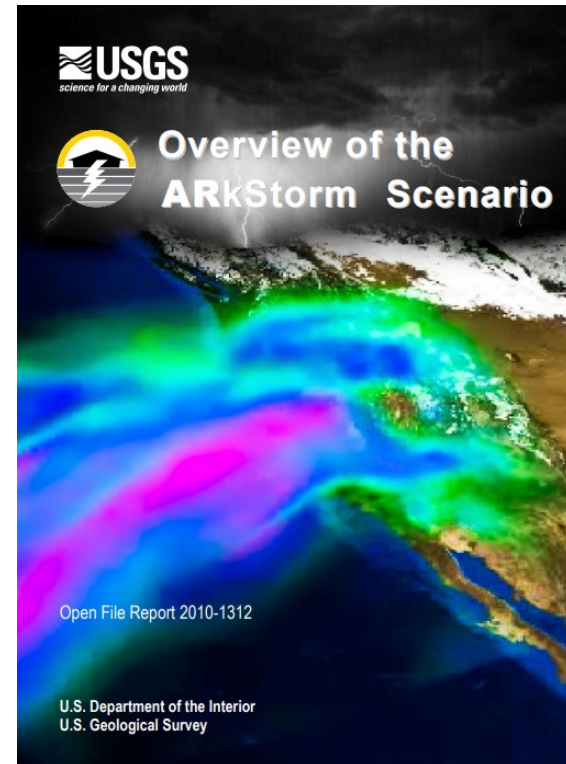 USGS
science for a changing world
Overview of the
ARkStorm Scenario
Open File Report 2010-1312
U.S. Department of the Interior
U.S. Geological Survey